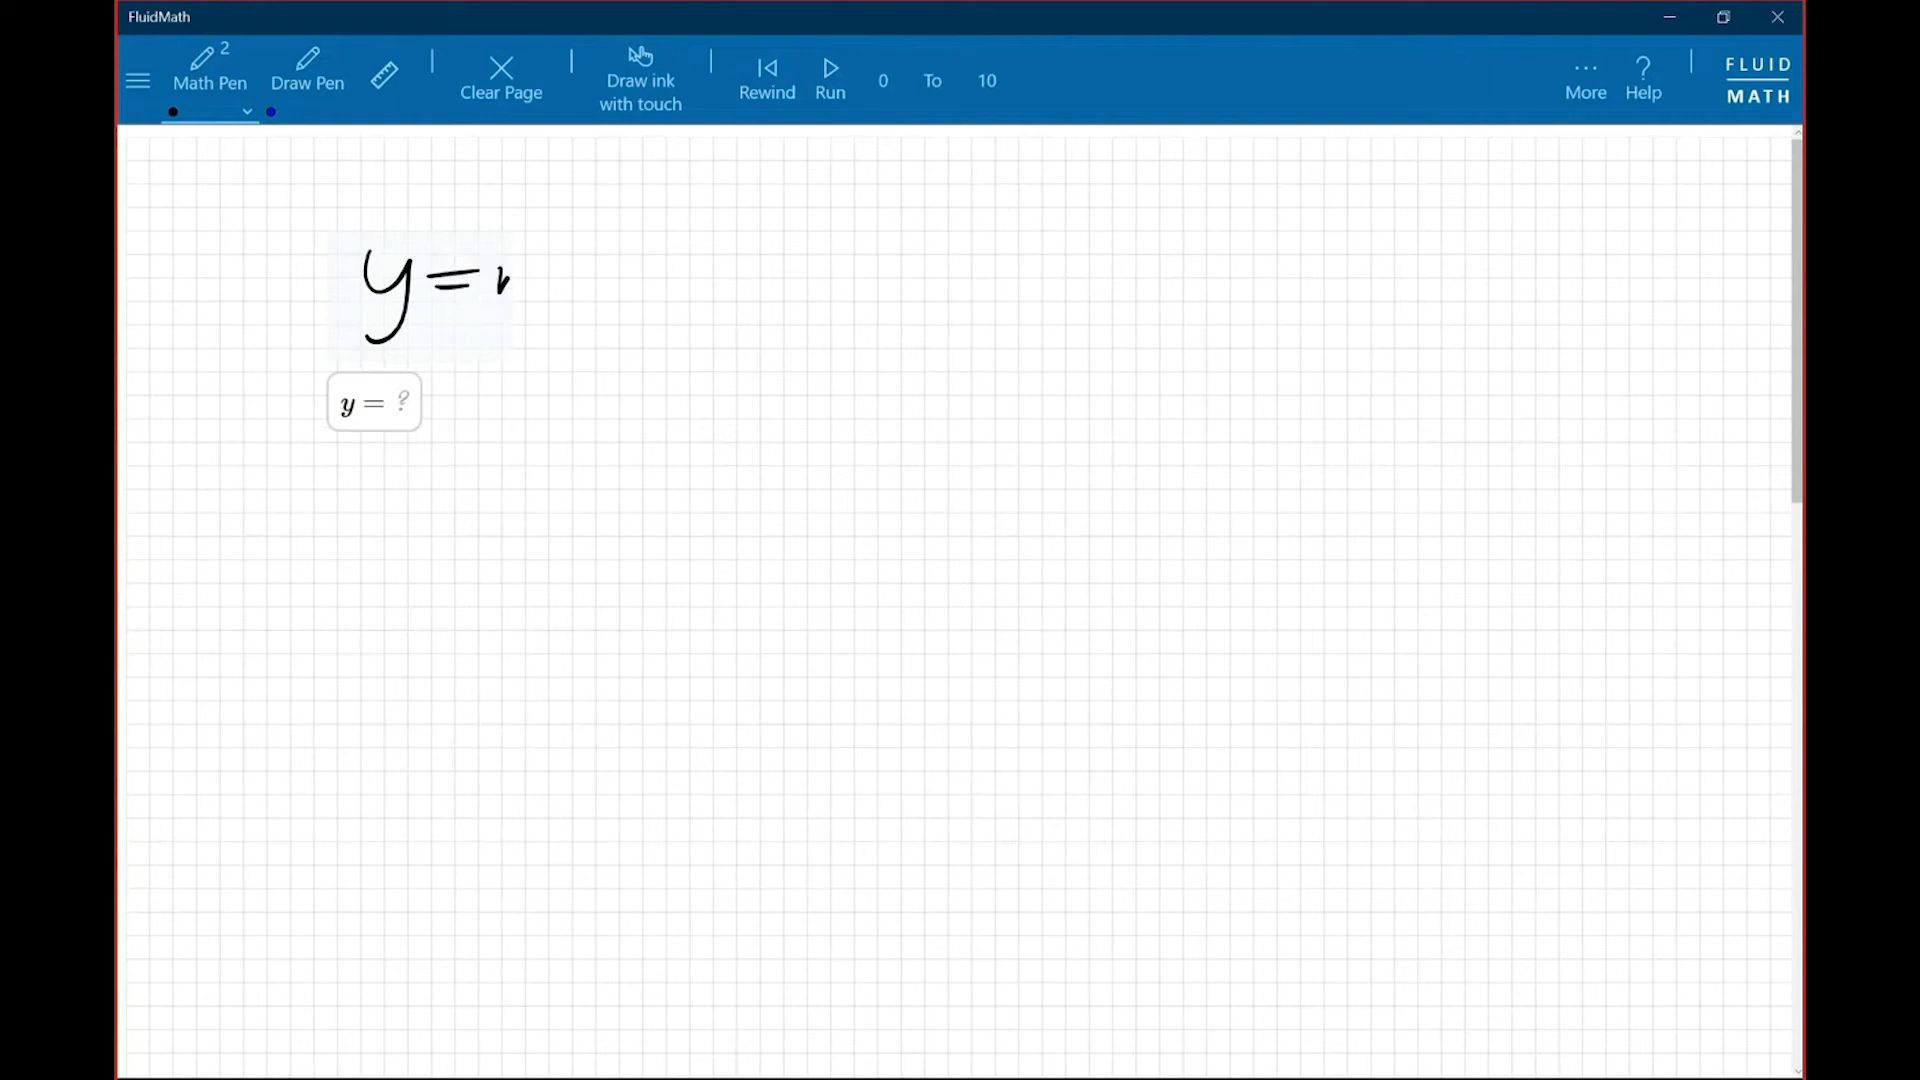 FluidMath
2
Math Pen
Draw Pen
Clear Page
Draw ink
with touch
Rewind
Run
0
To
10
...
More
?
Help
FLUID
MATH
y =
y = ?